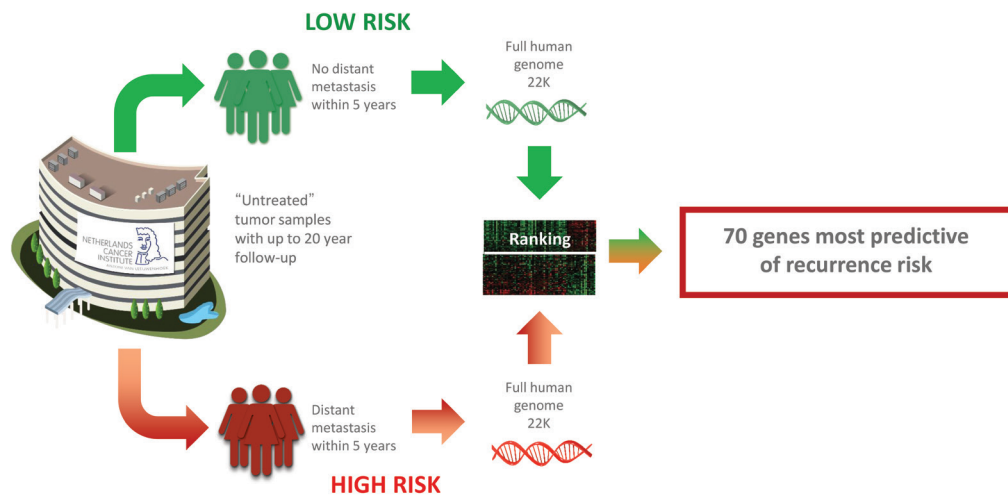 LOW RISK
No distant
metastasis
within 5 years
Full human
genome
22K
NETHERLANDS
CANCER
INSTITUTE
"Untreated"
tumor samples
with up to 20 year
follow-up
Ranking
70 genes most predictive
of recurrence risk
Distant
metastasis
within 5 years
Full human
genome
22K
HIGH RISK